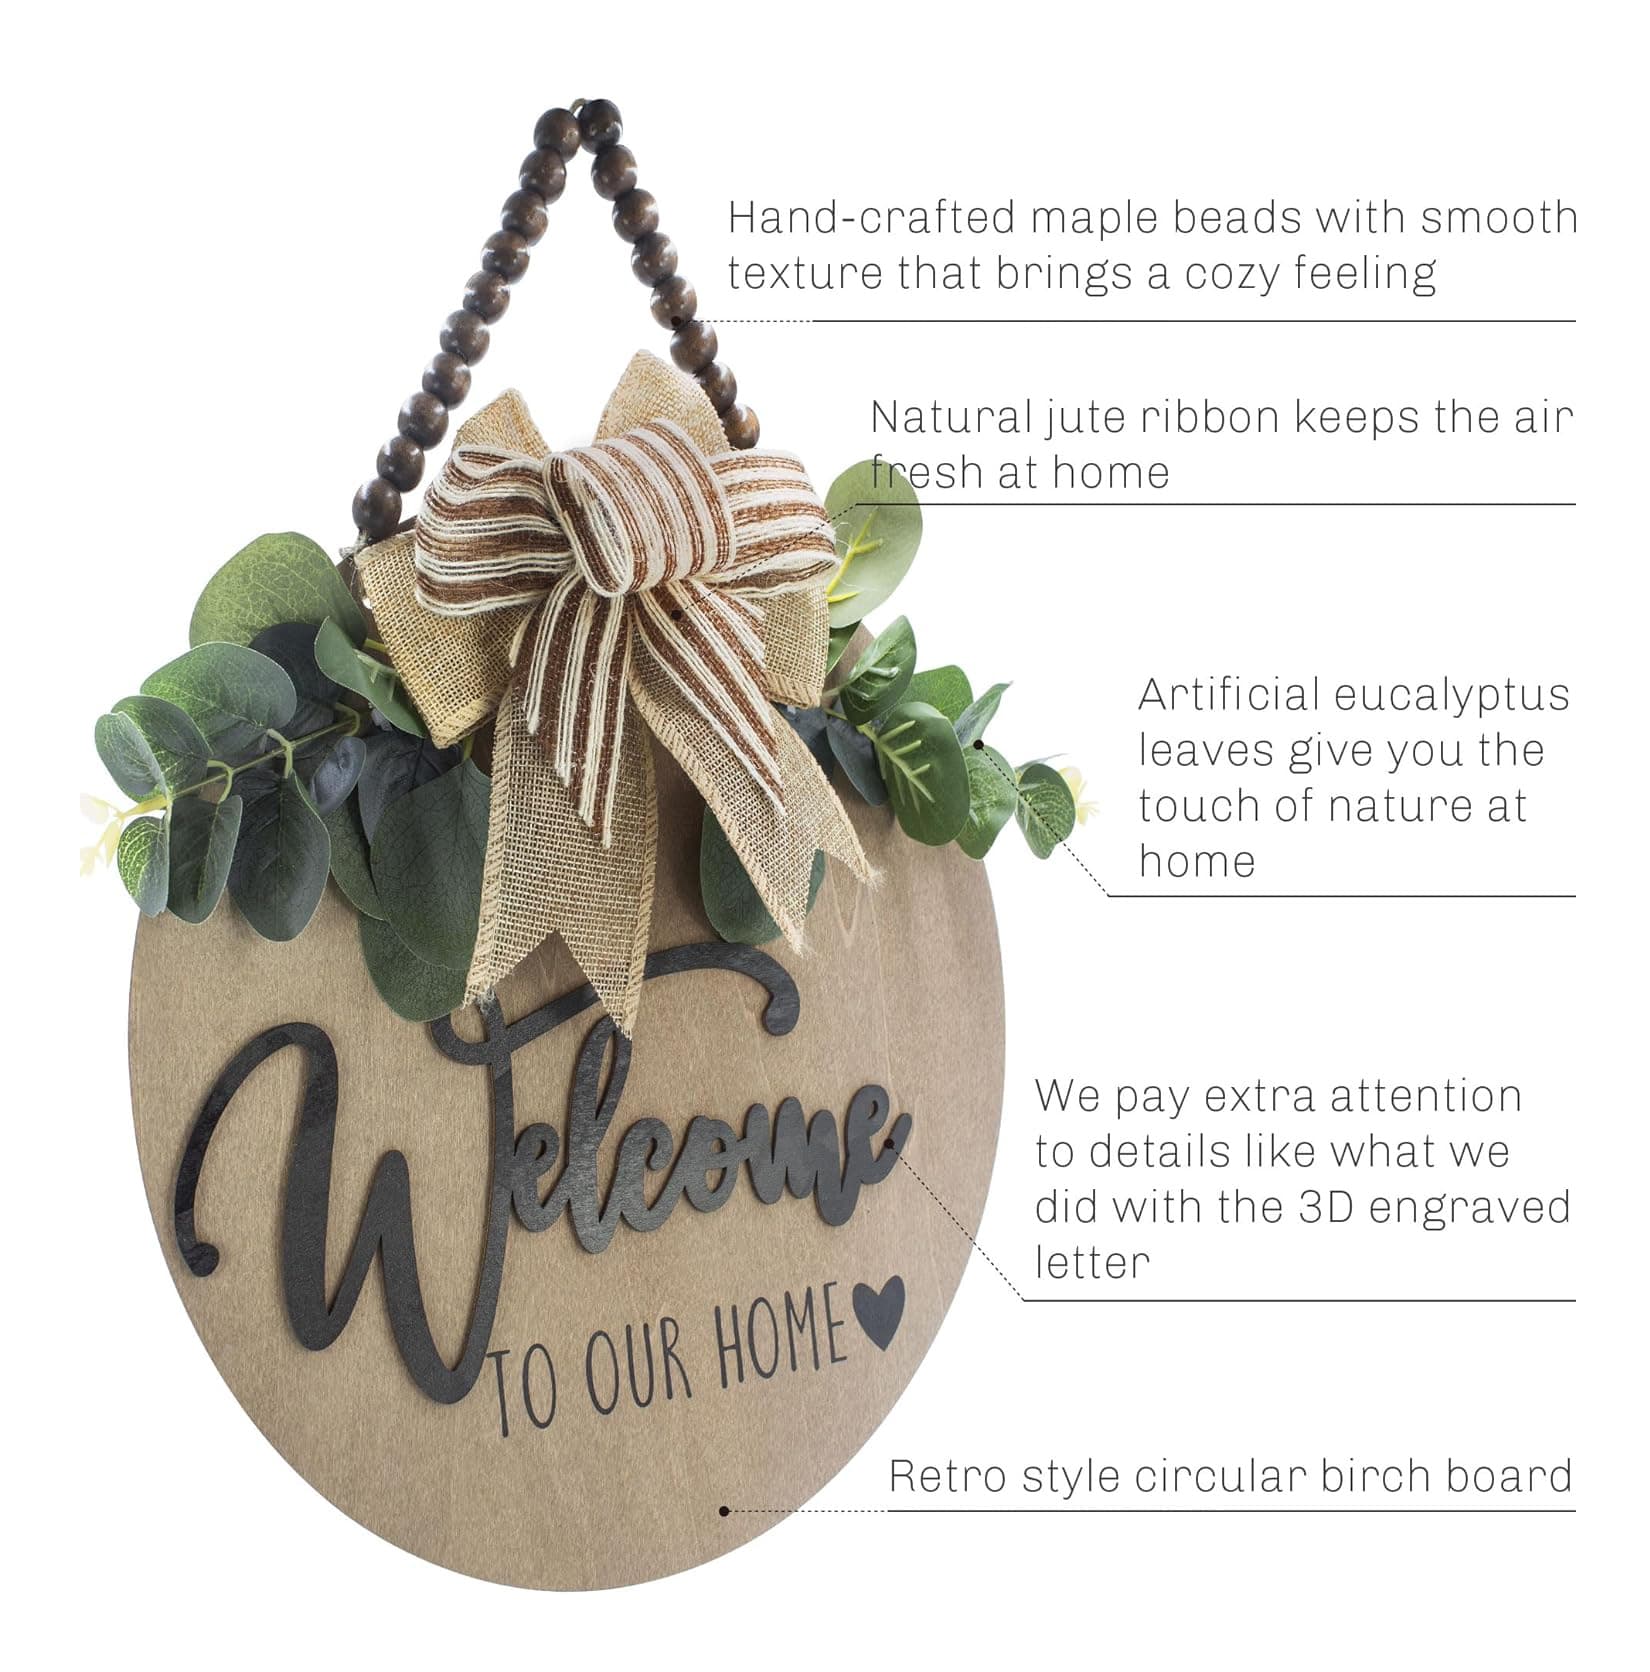 Hand-crafted maple beads with smooth
texture that brings a cozy feeling
Natural jute ribbon keeps the air
fresh at home
Artificial eucalyptus
leaves give you the
touch of nature at
home
We pay extra attention
to details like what we
did with the 3D engraved
letter
Welcome
TO OUR HOME
Retro style circular birch board